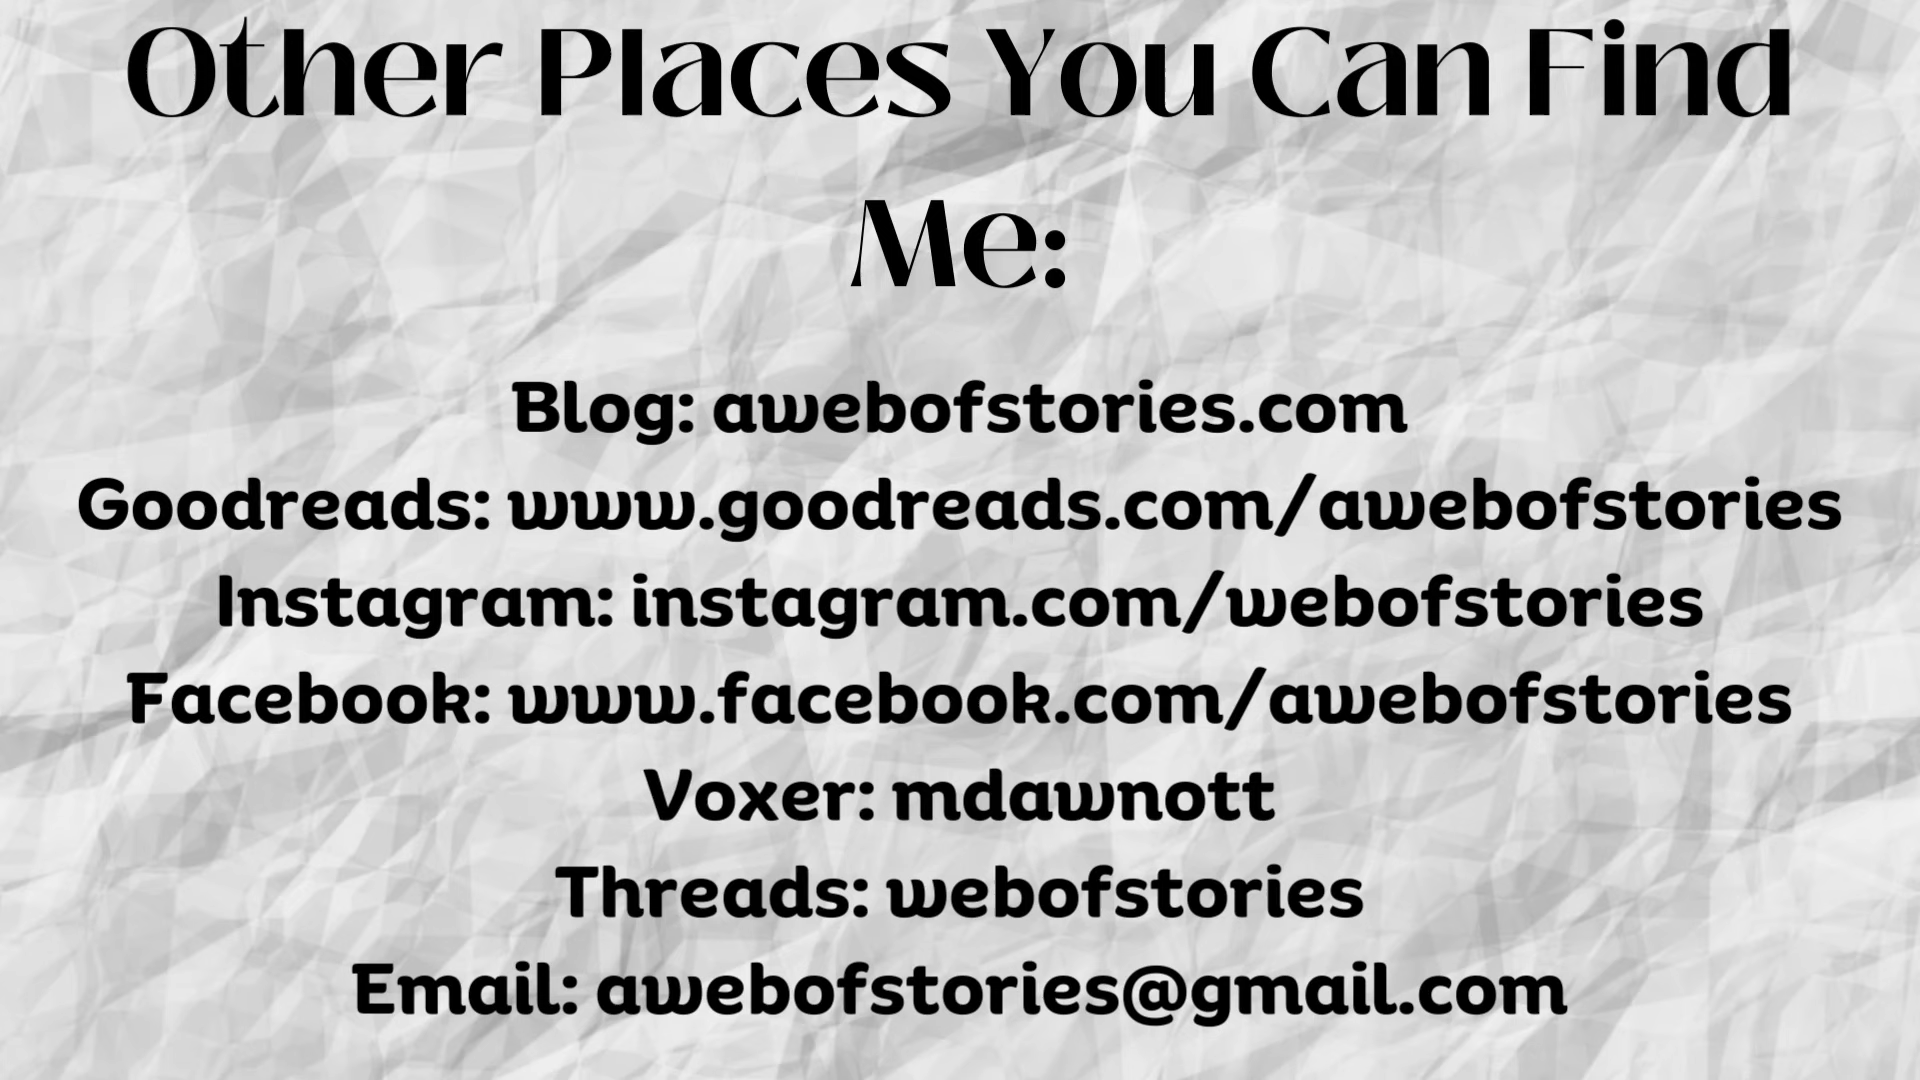 Other Places You Can Find
Me:
Blog: awebofstories.com
Goodreads: www.goodreads.com/awebofstories
Instagram: instagram.com/webofstories
Facebook: www.facebook.com/awebofstories
Voxer: mdawnott
Threads: webofstories
Email: awebofstories@gmail.com